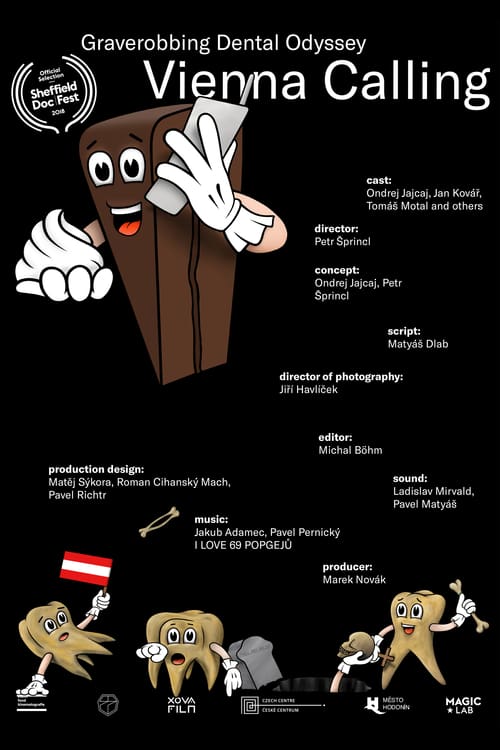 Graverobbing Dental Odyssey
Vienna Calling
Official
Selection
Sheffield
Doc|Fest
2018
cast:
Ondrej Jajcaj, Jan Kovář,
Tomáš Motal and others
director:
Petr Šprincl
concept:
Ondrej Jajcaj, Petr
Šprincl
script:
Matyáš Dlab
director of photography:
Jiří Havlíček
editor:
Michal Böhm
production design:
Matěj Sýkora, Roman Cihanský Mach,
Pavel Richtr
sound:
Ladislav Mirvald,
Pavel Matyáš
music:
Jakub Adamec, Pavel Pernický
I LOVE 69 POPGEJŮ
producer:
Marek Novák
fond
kinematografie
XOVA
FILM
CZECH CENTRE
ČESKÉ CENTRUM
MĚSTO
HODONÍN
MAGIC
LAB